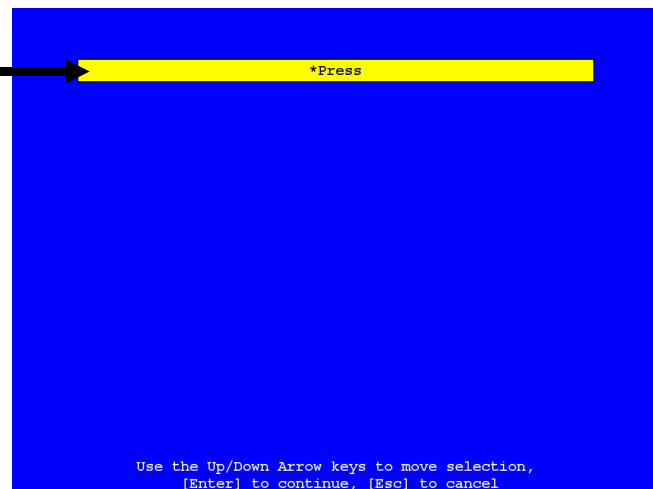 *Press
Use the Up/Down Arrow keys to move selection,
[Enter] to continue, [Esc] to cancel